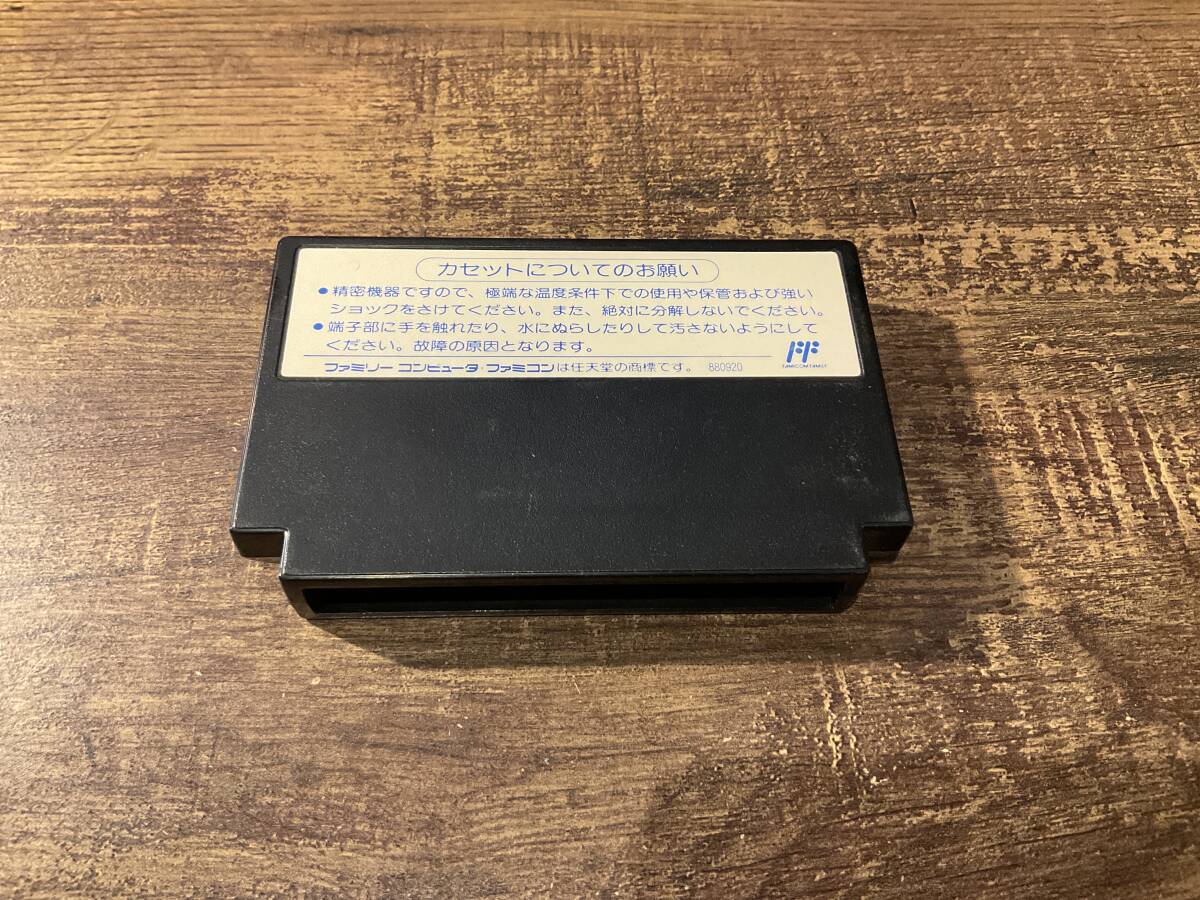 カセットについてのお願い
●精密機器ですので、極端な温度条件下での使用や保管および強い
ショックをさけてください。また、絶対に分解しないでください。
●端子部に手を触れたり、水にぬらしたりして汚さないようにして
ください。故障の原因となります。
ファミリー コンピュータ・ファミコンは任天堂の商標です。 880920
FF
FAMICOM FAMILY